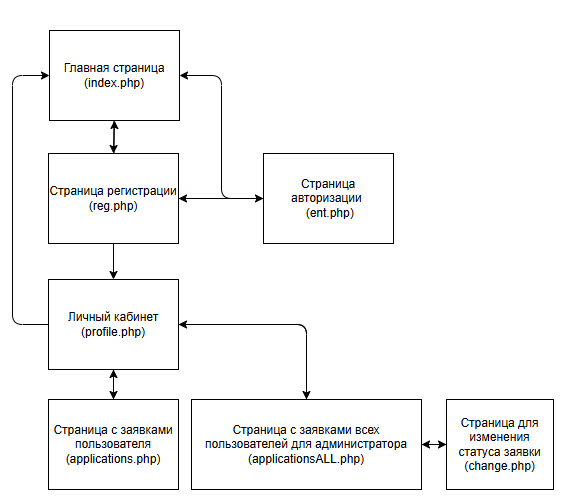 Главная страница
(index.php)
Страница регистрации
(reg.php)
Страница
авторизации
(ent.php)
Личный кабинет
(profile.php)
Страница с заявками
пользователя
(applications.php)
Страница с заявками всех
пользователей для администратора
(applicationsALL.php)
Страница для
изменения
статуса заявки
(change.php)